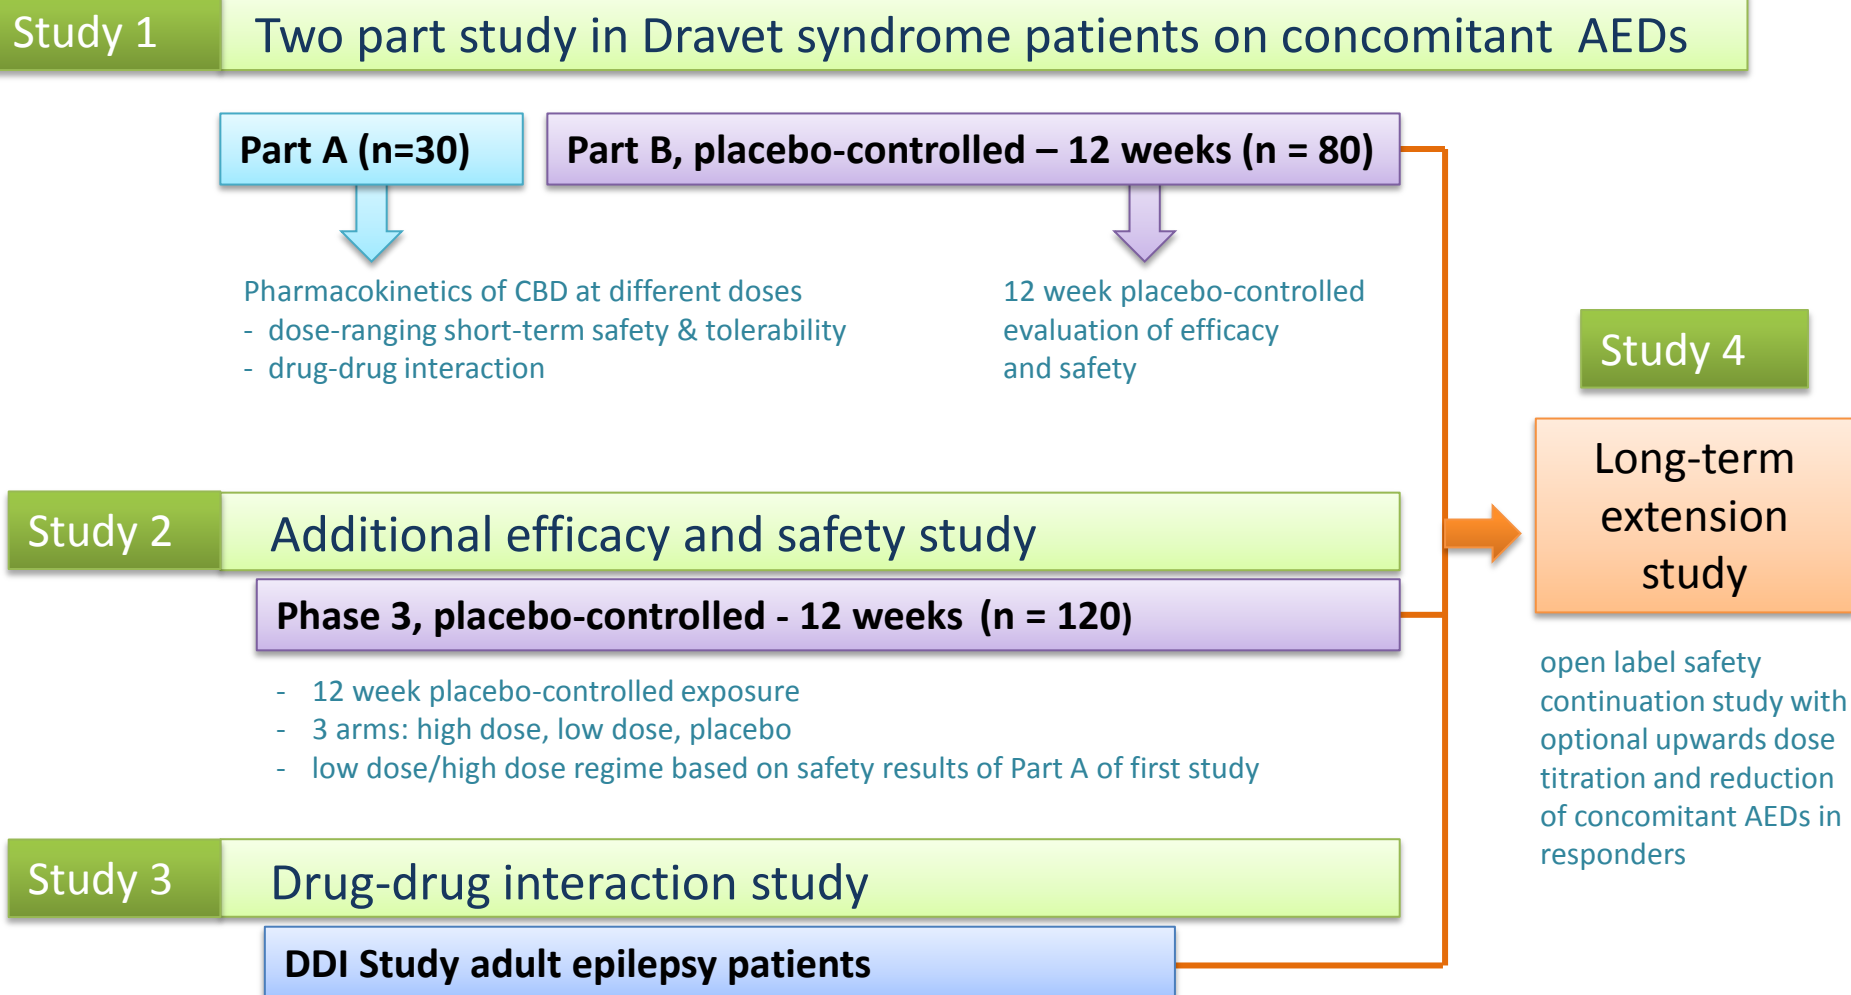 Study 1
Two part study in Dravet syndrome patients on concomitant AEDs
Part A (n=30)
Part B, placebo-controlled – 12 weeks (n = 80)
Pharmacokinetics of CBD at different doses
- dose-ranging short-term safety & tolerability
- drug-drug interaction
12 week placebo-controlled
evaluation of efficacy
and safety
Study 4
Long-term
extension
study
open label safety
continuation study with
optional upwards dose
titration and reduction
of concomitant AEDs in
responders
Study 2
Additional efficacy and safety study
Phase 3, placebo-controlled - 12 weeks (n = 120)
- 12 week placebo-controlled exposure
- 3 arms: high dose, low dose, placebo
- low dose/high dose regime based on safety results of Part A of first study
Study 3
Drug-drug interaction study
DDI Study adult epilepsy patients